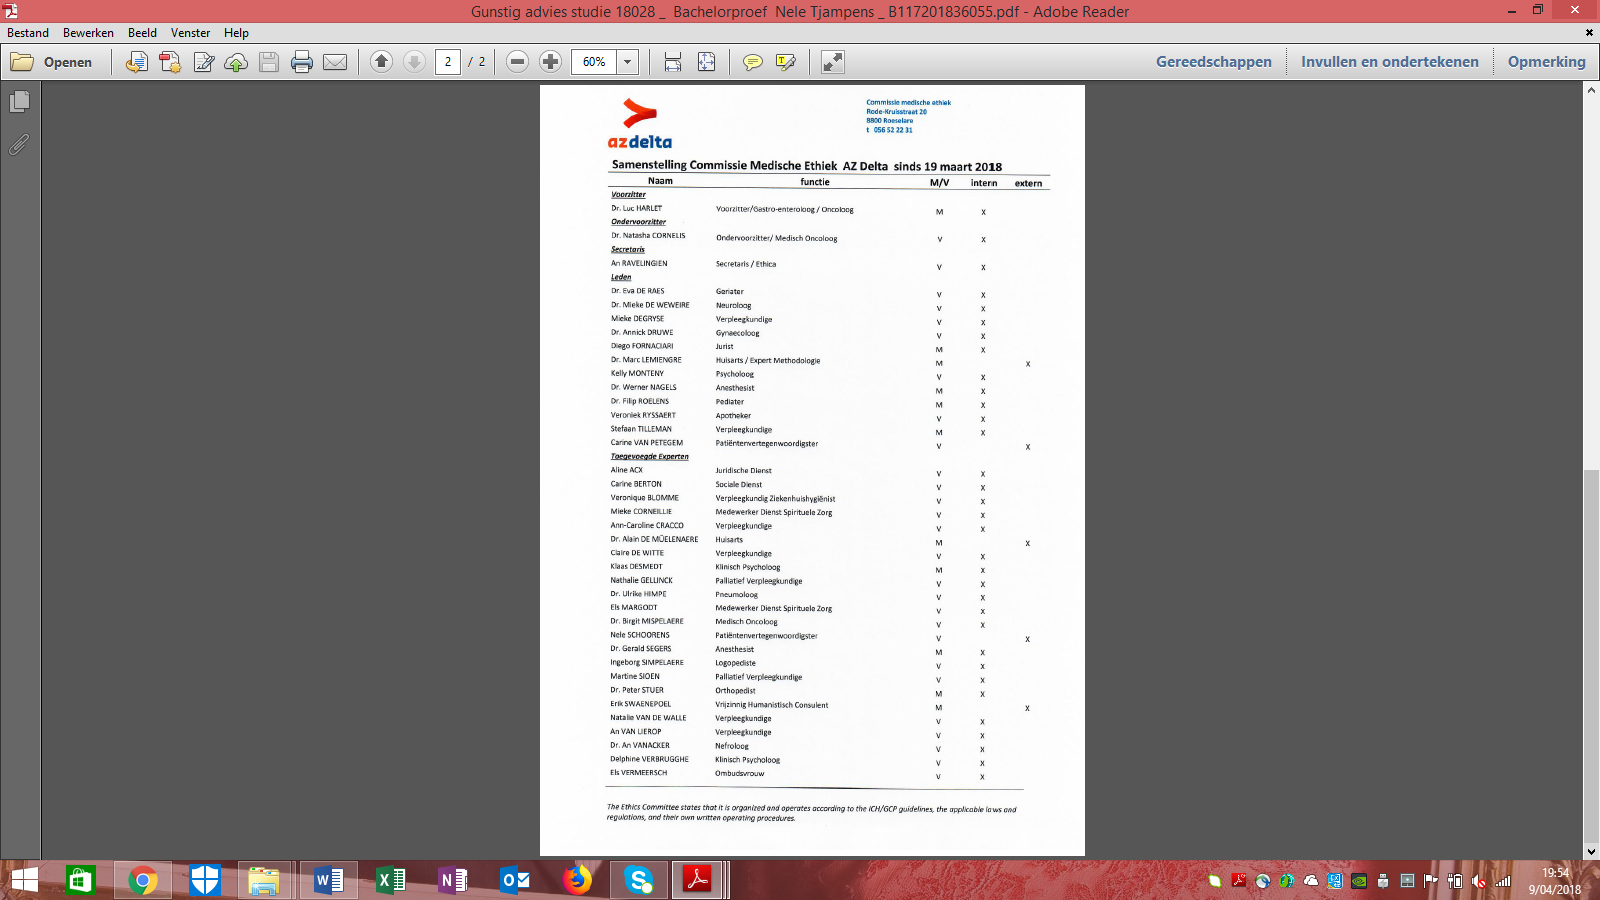 Gunstig advies studie 18028 _ Bachelorproef Nele Tjampens _ B117201836055.pdf - Adobe Reader
Bestand Bewerken Beeld Venster Help
Openen 2 / 2 60% Gereedschappen Invullen en ondertekenen Opmerking
azdelta
Commissie medische ethiek
Rode-Kruisstraat 20
8800 Roeselare
t 056 52 22 31
Samenstelling Commissie Medische Ethiek AZ Delta sinds 19 maart 2018
Naam functie M/V intern extern
Voorzitter
Dr. Luc HARLET Voorzitter/Gastro-enteroloog / Oncoloog M X
Ondervoorzitter
Dr. Natasha CORNELIS Ondervoorzitter/ Medisch Oncoloog V X
Secretaris
An RAVELINGIEN Secretaris / Ethica V X
Leden
Dr. Eva DE RAES Geriater V X
Dr. Mieke DE WEWEIRE Neuroloog V X
Mieke DEGRYSE Verpleegkundige V X
Dr. Annick DRUWE Gynaecoloog V X
Diego FORNACIARI Jurist M X
Dr. Marc LEMIENGRE Huisarts / Expert Methodologie M X
Kelly MONTENY Psycholoog V X
Dr. Werner NAGELS Anesthesist M X
Dr. Filip ROELENS Pediater M X
Veroniek RYSSAERT Apotheker V X
Stefaan TILLEMAN Verpleegkundige M X
Carine VAN PETEGEM Patiëntenvertegenwoordigster V X
Toegevoegde Experten
Aline ACX Juridische Dienst V X
Carine BERTON Sociale Dienst V X
Veronique BLOMME Verpleegkundig Ziekenhuishygiënist V X
Mieke CORNEILLIE Medewerker Dienst Spirituele Zorg V X
Ann-Caroline CRACCO Verpleegkundige V X
Dr. Alain DE MÜELENAERE Huisarts M X
Claire DE WITTE Verpleegkundige V X
Klaas DESMEDT Klinisch Psycholoog M X
Nathalie GELLINCK Palliatief Verpleegkundige V X
Dr. Ulrike HIMPE Pneumoloog V X
Els MARGODT Medewerker Dienst Spirituele Zorg V X
Dr. Birgit MISPELAERE Medisch Oncoloog V X
Nele SCHOORENS Patiëntenvertegenwoordigster V X
Dr. Gerald SEGERS Anesthesist M X
Ingeborg SIMPELAERE Logopediste V X
Martine SIOEN Palliatief Verpleegkundige V X
Dr. Peter STUER Orthopedist M X
Erik SWAENEPOEL Vrijzinnig Humanistisch Consulent M X
Natalie VAN DE WALLE Verpleegkundige V X
An VAN LIEROP Verpleegkundige V X
Dr. An VANACKER Nefroloog V X
Delphine VERBRUGGHE Klinisch Psycholoog V X
Els VERMEERSCH Ombudsvrouw V X
The Ethics Committee states that it is organized and operates according to the ICH/GCP guidelines, the applicable laws and
regulations, and their own written operating procedures.
19:54
9/04/2018